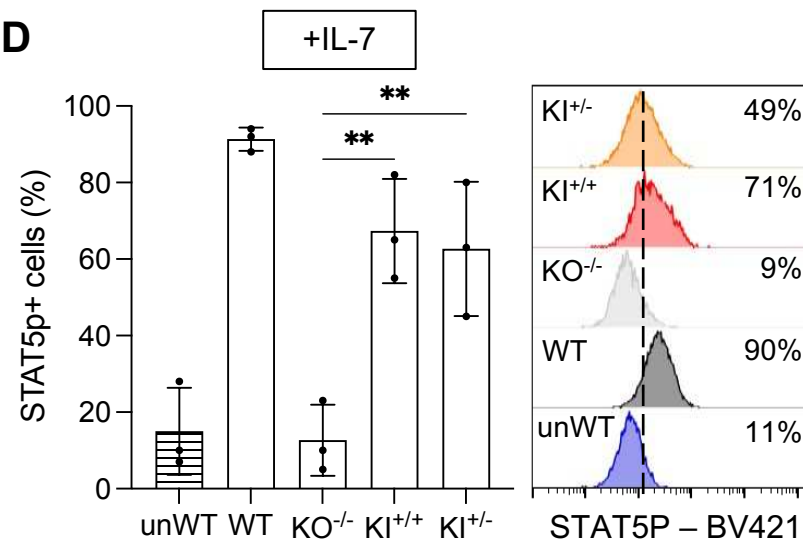 D
+IL-7
STAT5p+ cells (%)
100
80
60
40
20
0
**
**
unWT WT KO-/- KI+/+ KI+/-
KI+/- 49%
KI+/+ 71%
KO-/- 9%
WT 90%
unWT 11%
STAT5P – BV421